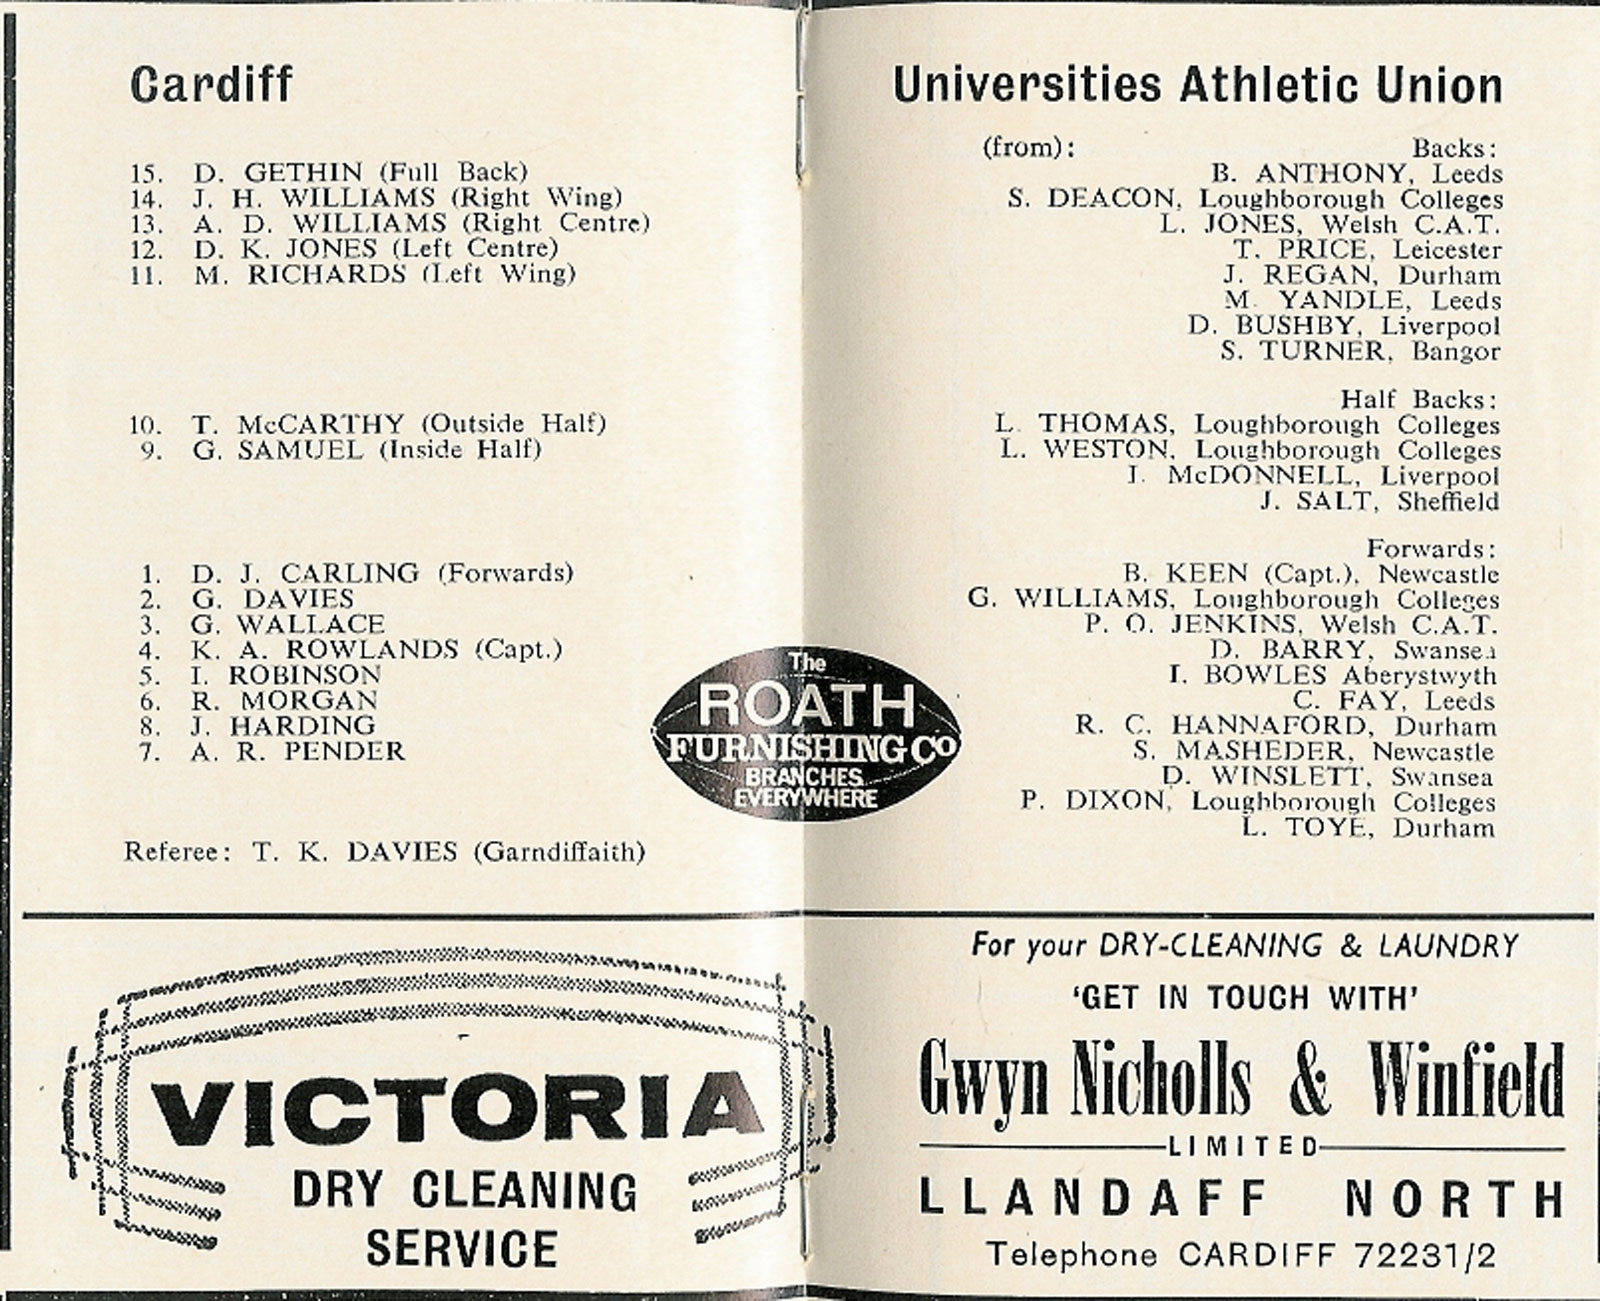 Cardiff
15. D. GETHIN (Full Back)
14. J. H. WILLIAMS (Right Wing)
13. A. D. WILLIAMS (Right Centre)
12. D. K. JONES (Left Centre)
11. M. RICHARDS (Left Wing)
10. T. McCARTHY (Outside Half)
9. G. SAMUEL (Inside Half)
1. D. J. CARLING (Forwards)
2. G. DAVIES
3. G. WALLACE
4. K. A. ROWLANDS (Capt.)
5. I. ROBINSON
6. R. MORGAN
8. J. HARDING
7. A. R. PENDER
Referee: T. K. DAVIES (Garndiffaith)
The
ROATH
FURNISHING CO
BRANCHES
EVERYWHERE
Universities Athletic Union
(from): Backs:
B. ANTHONY, Leeds
S. DEACON, Loughborough Colleges
L. JONES, Welsh C.A.T.
T. PRICE, Leicester
J. REGAN, Durham
M. YANDLE, Leeds
D. BUSHBY, Liverpool
S. TURNER, Bangor
Half Backs:
L. THOMAS, Loughborough Colleges
L. WESTON, Loughborough Colleges
I. McDONNELL, Liverpool
J. SALT, Sheffield
Forwards:
B. KEEN (Capt.), Newcastle
G. WILLIAMS, Loughborough Colleges
P. O. JENKINS, Welsh C.A.T.
D. BARRY, Swansea
I. BOWLES Aberystwyth
C. FAY, Leeds
R. C. HANNAFORD, Durham
S. MASHEDER, Newcastle
D. WINSLETT, Swansea
P. DIXON, Loughborough Colleges
L. TOYE, Durham
VICTORIA
DRY CLEANING
SERVICE
For your DRY-CLEANING & LAUNDRY
'GET IN TOUCH WITH'
Gwyn Nicholls & Winfield
LIMITED
LLANDAFF NORTH
Telephone CARDIFF 72231/2